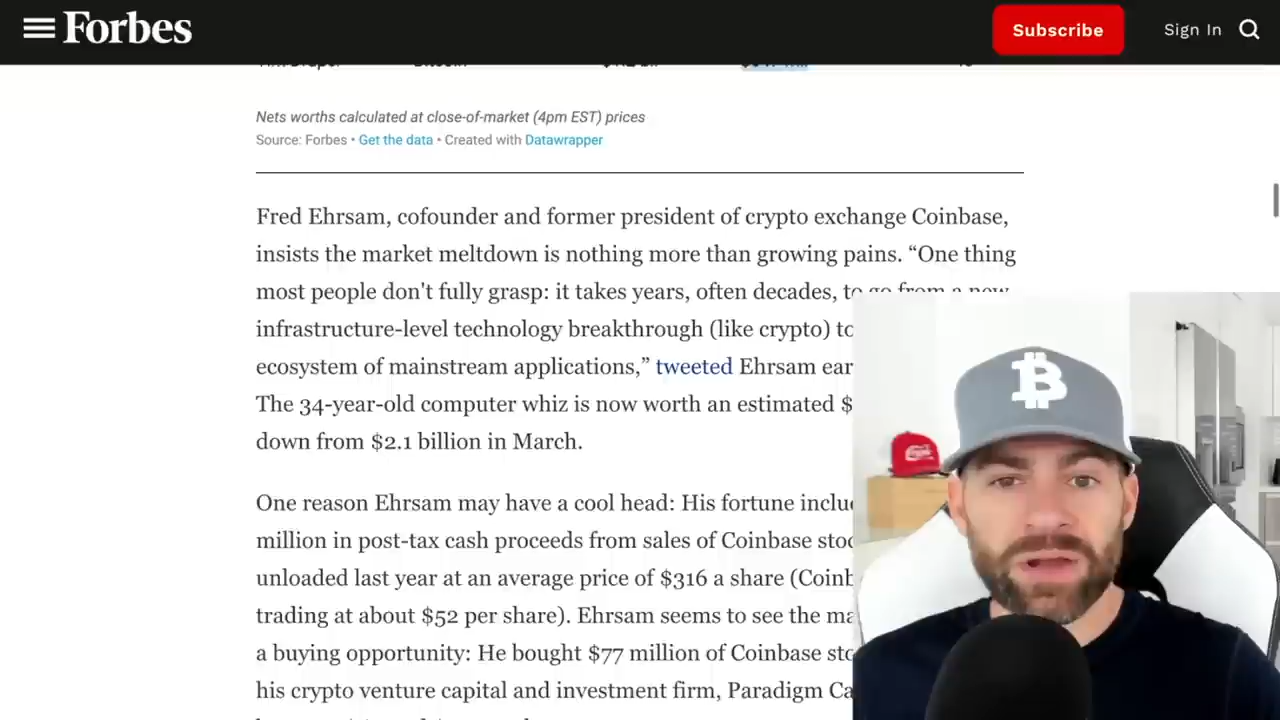 Forbes
Subscribe
Sign In
Nets worths calculated at close-of-market (4pm EST) prices
Source: Forbes • Get the data • Created with Datawrapper
Fred Ehrsam, cofounder and former president of crypto exchange Coinbase,
insists the market meltdown is nothing more than growing pains. “One thing
most people don't fully grasp: it takes years, often decades, to go from a new
infrastructure-level technology breakthrough (like crypto) to
ecosystem of mainstream applications,” tweeted Ehrsam
The 34-year-old computer whiz is now worth an estimated $
down from $2.1 billion in March.
One reason Ehrsam may have a cool head: His fortune
million in post-tax cash proceeds from sales of Coinbase
unloaded last year at an average price of $316 a share
trading at about $52 per share). Ehrsam seems to see the
a buying opportunity: He bought $77 million of Coinbase
his crypto venture capital and investment firm, Paradigm